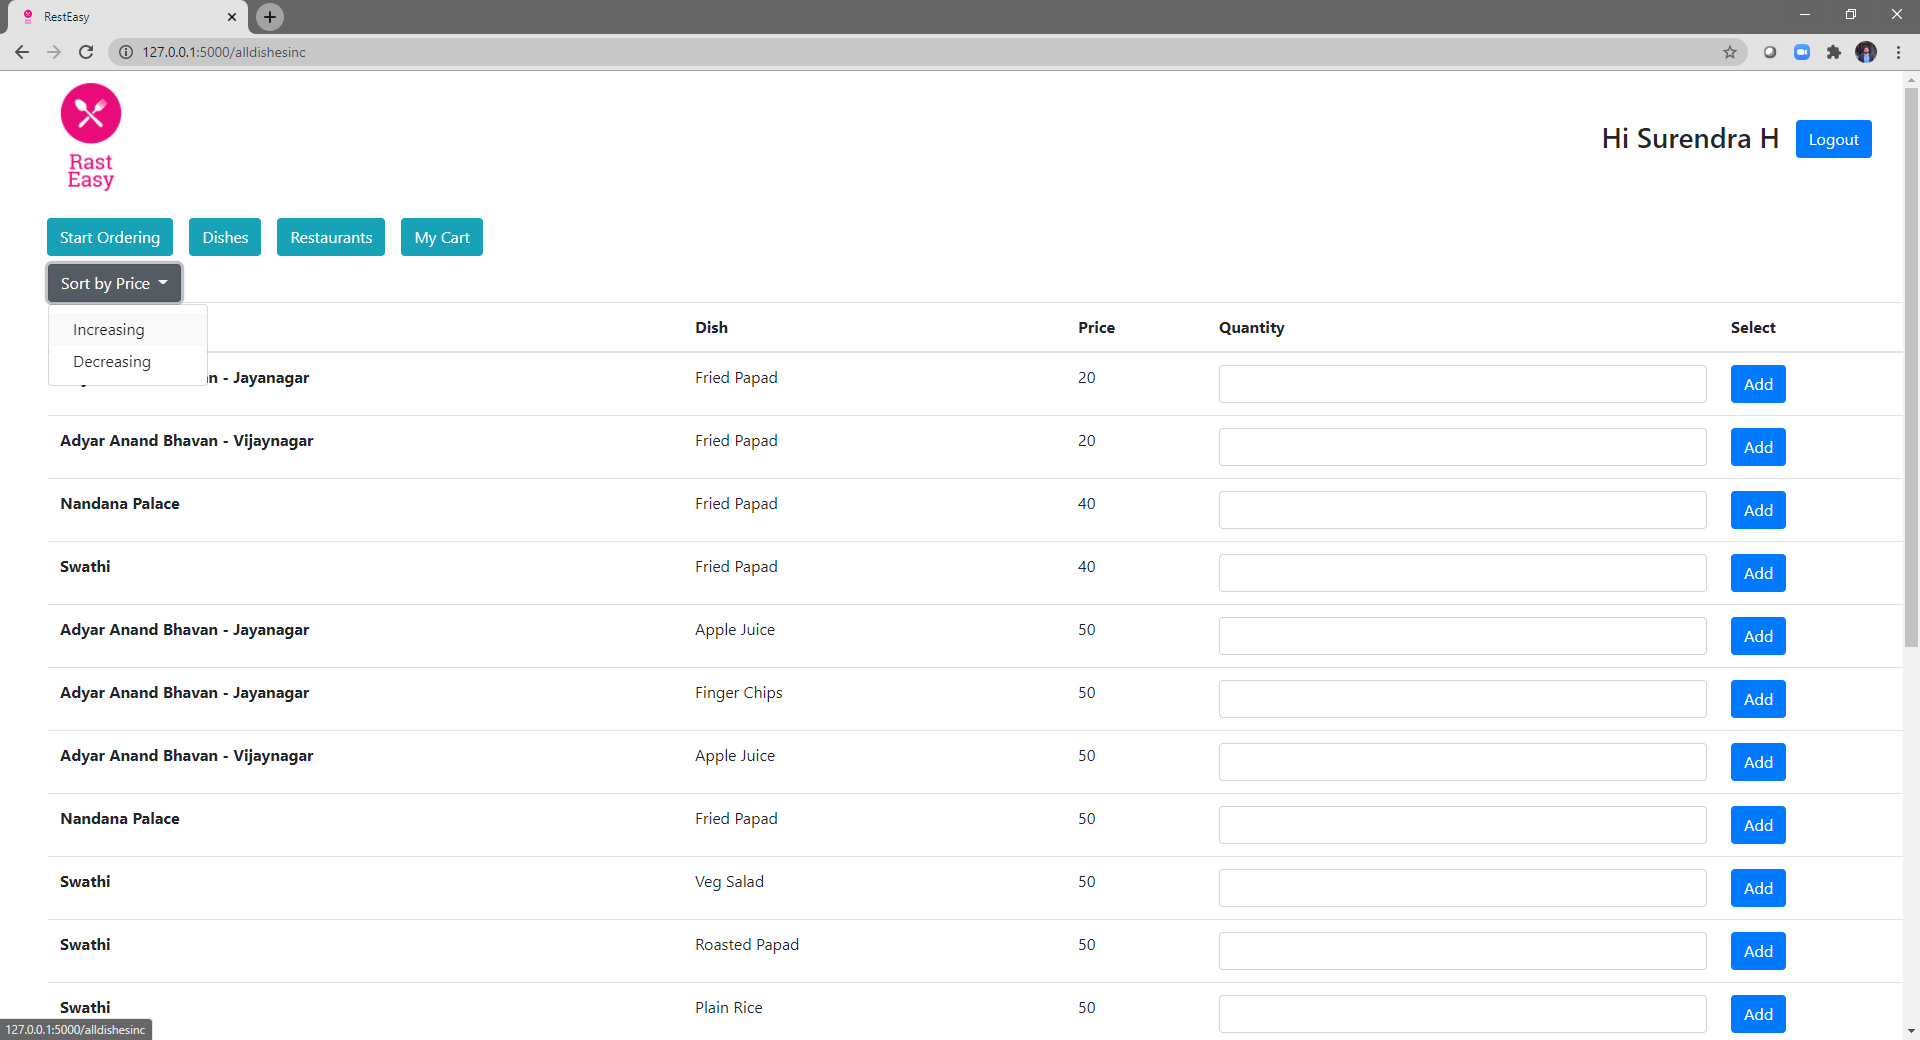 RestEasy
127.0.0.1:5000/alldishesinc
Rast
Easy
Hi Surendra H Logout
Start Ordering Dishes Restaurants My Cart
Sort by Price
Increasing
Decreasing
Dish Price Quantity Select
n - Jayanagar Fried Papad 20 Add
Adyar Anand Bhavan - Vijaynagar Fried Papad 20 Add
Nandana Palace Fried Papad 40 Add
Swathi Fried Papad 40 Add
Adyar Anand Bhavan - Jayanagar Apple Juice 50 Add
Adyar Anand Bhavan - Jayanagar Finger Chips 50 Add
Adyar Anand Bhavan - Vijaynagar Apple Juice 50 Add
Nandana Palace Fried Papad 50 Add
Swathi Veg Salad 50 Add
Swathi Roasted Papad 50 Add
Swathi Plain Rice 50 Add
127.0.0.1:5000/alldishesinc